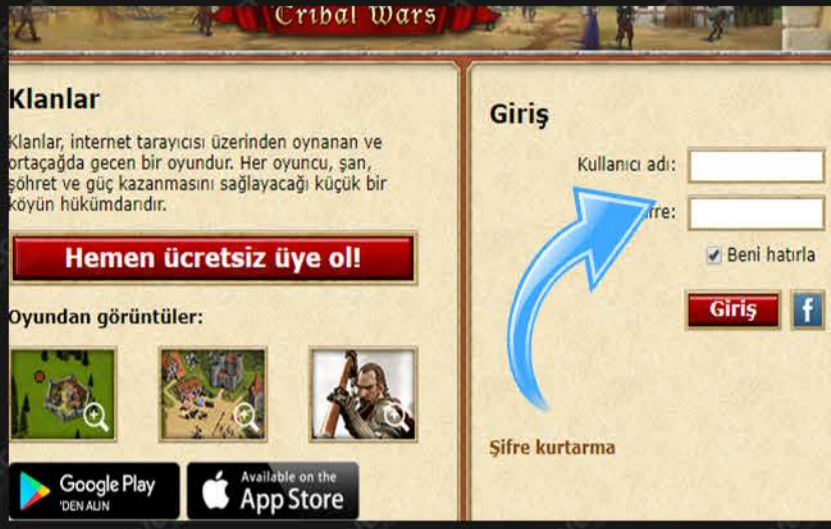 Tribal Wars
Klanlar
Klanlar, internet tarayıcısı üzerinden oynanan ve
ortaçağda gecen bir oyundur. Her oyuncu, şan,
şöhret ve güç kazanmasını sağlayacağı küçük bir
köyün hükümdarıdır.
Hemen ücretsiz üye ol!
Oyundan görüntüler:
Google Play
'DEN ALIN
Available on the
App Store
Giriş
Kullanıcı adı:
ifre:
Beni hatırla
Giriş
f
Şifre kurtarma